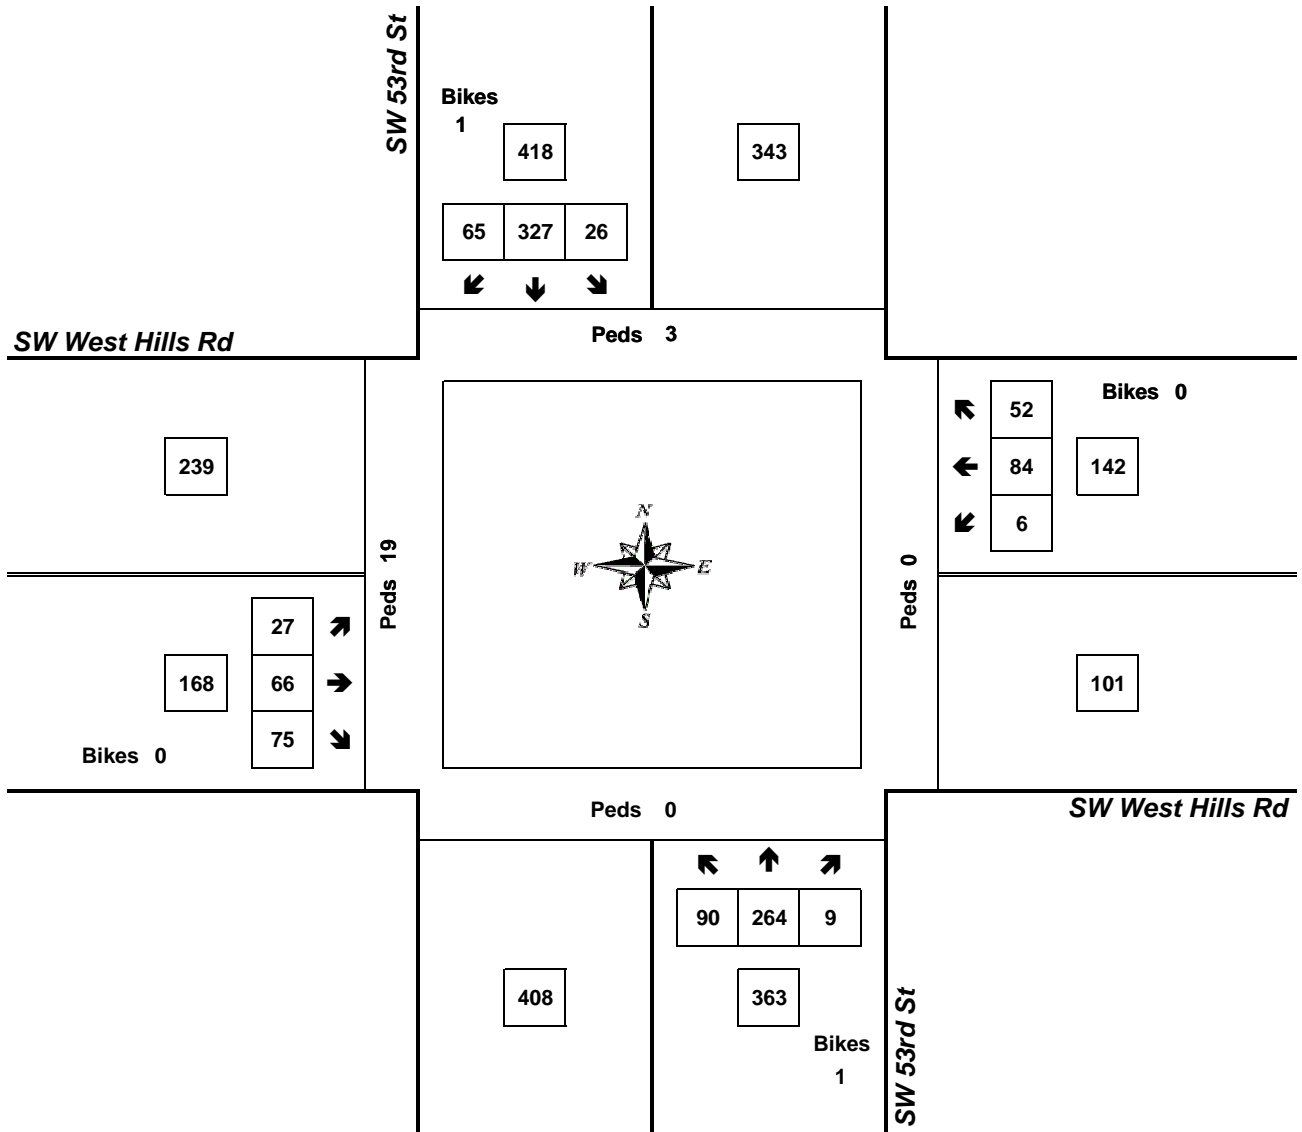 SW 53rd St
Bikes
1
418
343
65 327 26
Peds 3
SW West Hills Rd
52
Bikes 0
239
84
142
6
N
W E
S
Peds 19
Peds 0
27
168
66
101
75
Bikes 0
Peds 0
SW West Hills Rd
90 264 9
408
363
Bikes
1
SW 53rd St